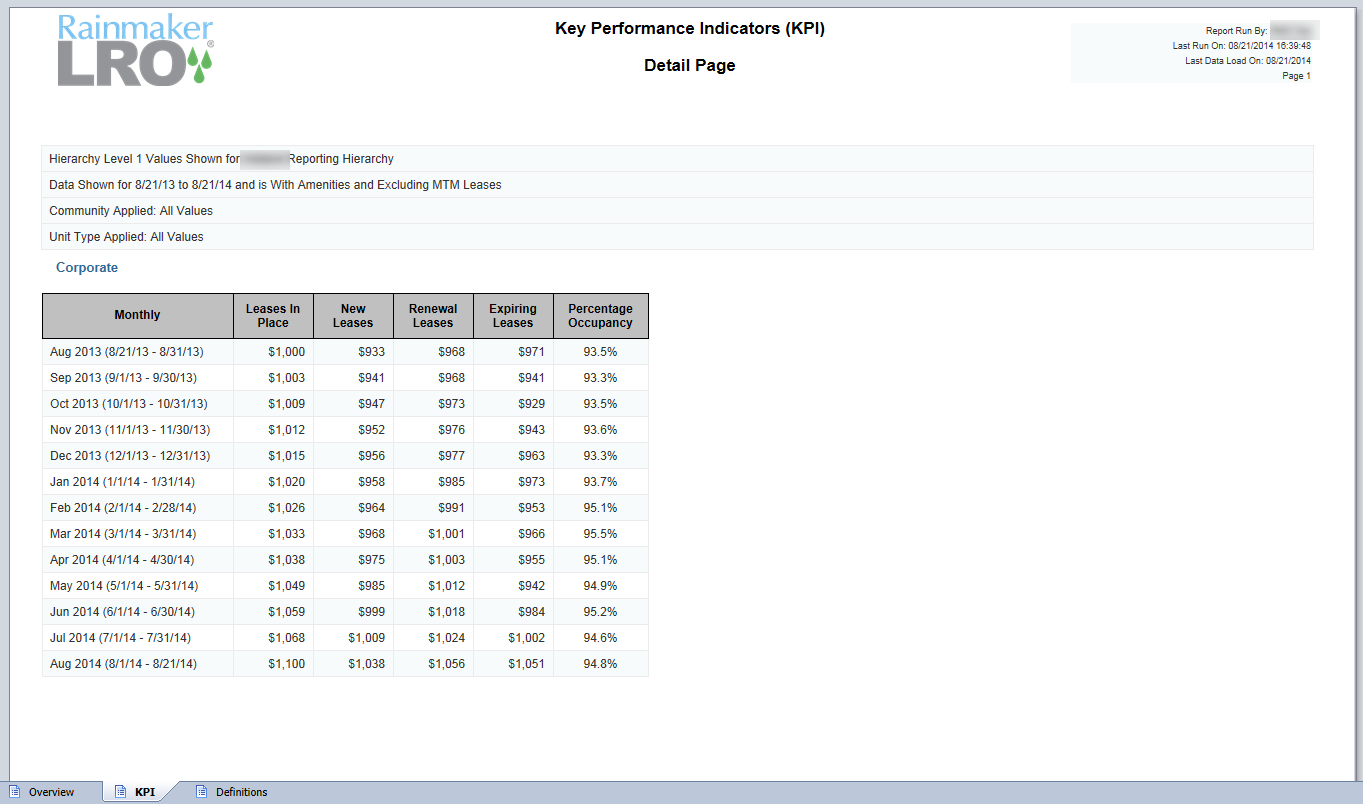 Rainmaker
LRO®
Key Performance Indicators (KPI)
Detail Page
Report Run By:
Last Run On: 08/21/2014 16:39:48
Last Data Load On: 08/21/2014
Page 1
Hierarchy Level 1 Values Shown for Reporting Hierarchy
Data Shown for 8/21/13 to 8/21/14 and is With Amenities and Excluding MTM Leases
Community Applied: All Values
Unit Type Applied: All Values
Corporate
Monthly Leases In Place New Leases Renewal Leases Expiring Leases Percentage Occupancy
Aug 2013 (8/21/13 - 8/31/13) $1,000 $933 $968 $971 93.5%
Sep 2013 (9/1/13 - 9/30/13) $1,003 $941 $968 $941 93.3%
Oct 2013 (10/1/13 - 10/31/13) $1,009 $947 $973 $929 93.5%
Nov 2013 (11/1/13 - 11/30/13) $1,012 $952 $976 $943 93.6%
Dec 2013 (12/1/13 - 12/31/13) $1,015 $956 $977 $963 93.3%
Jan 2014 (1/1/14 - 1/31/14) $1,020 $958 $985 $973 93.7%
Feb 2014 (2/1/14 - 2/28/14) $1,026 $964 $991 $953 95.1%
Mar 2014 (3/1/14 - 3/31/14) $1,033 $968 $1,001 $966 95.5%
Apr 2014 (4/1/14 - 4/30/14) $1,038 $975 $1,003 $955 95.1%
May 2014 (5/1/14 - 5/31/14) $1,049 $985 $1,012 $942 94.9%
Jun 2014 (6/1/14 - 6/30/14) $1,059 $999 $1,018 $984 95.2%
Jul 2014 (7/1/14 - 7/31/14) $1,068 $1,009 $1,024 $1,002 94.6%
Aug 2014 (8/1/14 - 8/21/14) $1,100 $1,038 $1,056 $1,051 94.8%
Overview KPI Definitions